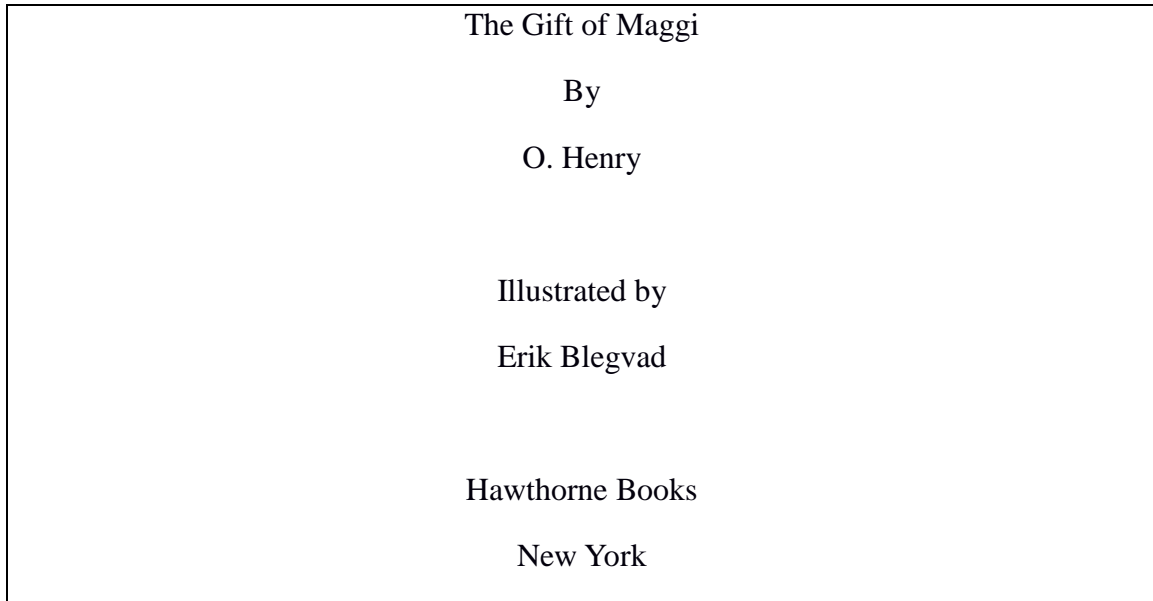 The Gift of Maggi
By
O. Henry
Illustrated by
Erik Blegvad
Hawthorne Books
New York